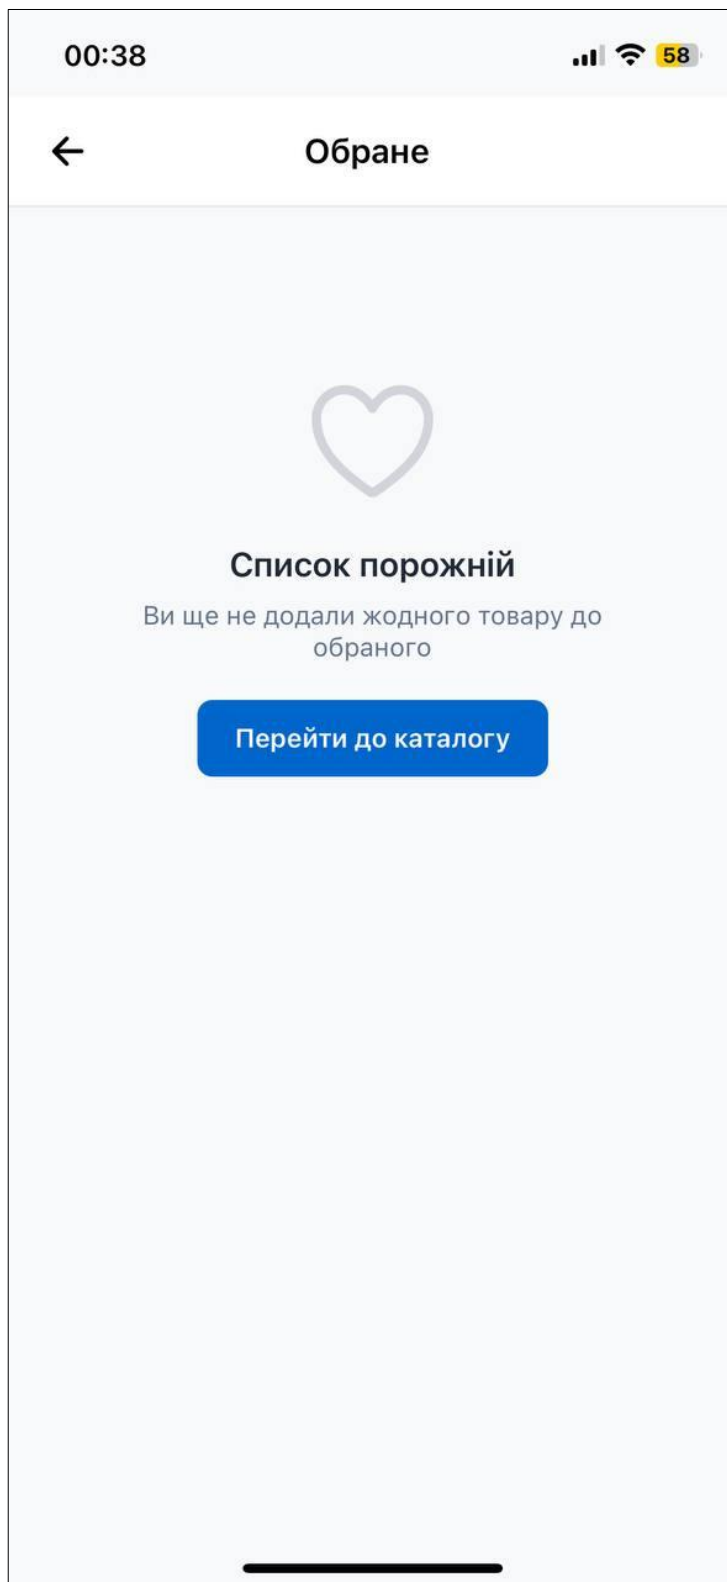 00:38
58
Обране
Список порожній
Ви ще не додали жодного товару до
обраного
Перейти до каталогу